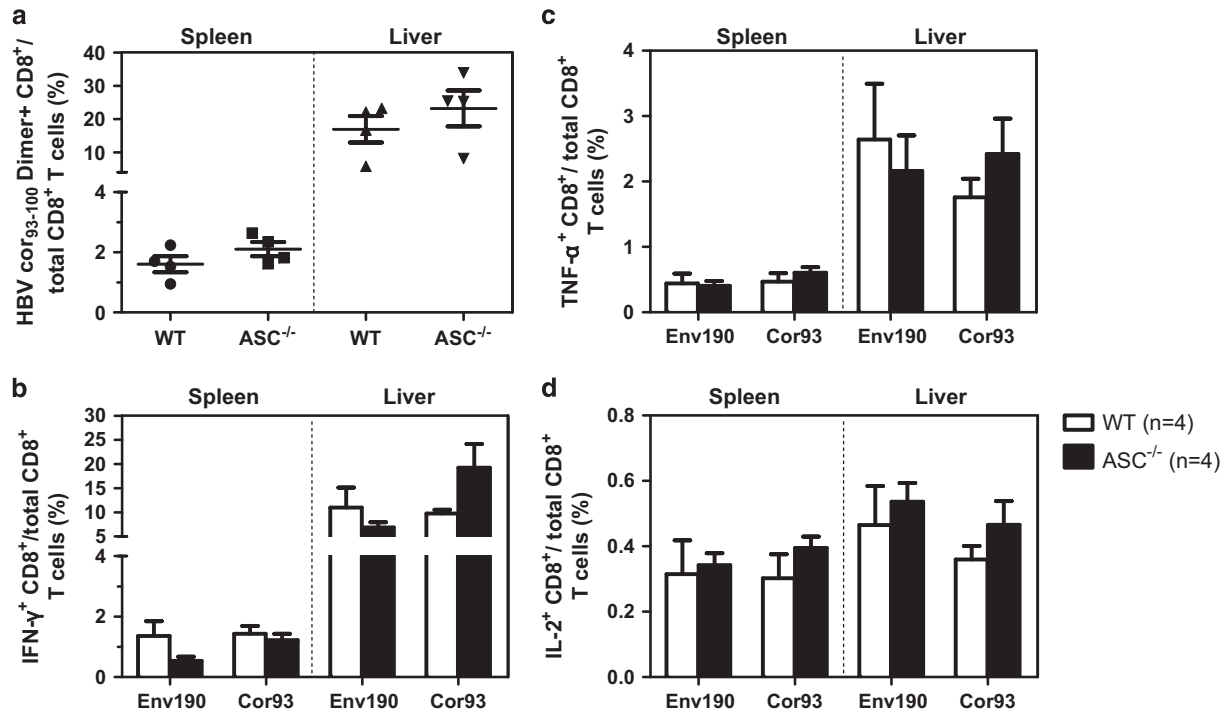 a
Spleen Liver
HBV cor93-100 Dimer+ CD8+/
total CD8+ T cells (%)
40
30
20
10
4
2
0
WT ASC-/- WT ASC-/-
b
Spleen Liver
IFN-γ+ CD8+/total CD8+
T cells (%)
30
25
20
15
10
5
4
2
0
Env190 Cor93 Env190 Cor93
c
Spleen Liver
TNF-α+ CD8+/ total CD8+
T cells (%)
4
3
2
1
0
Env190 Cor93 Env190 Cor93
d
Spleen Liver
IL-2+ CD8+/ total CD8+
T cells (%)
0.8
0.6
0.4
0.2
0.0
Env190 Cor93 Env190 Cor93
WT (n=4)
ASC-/- (n=4)